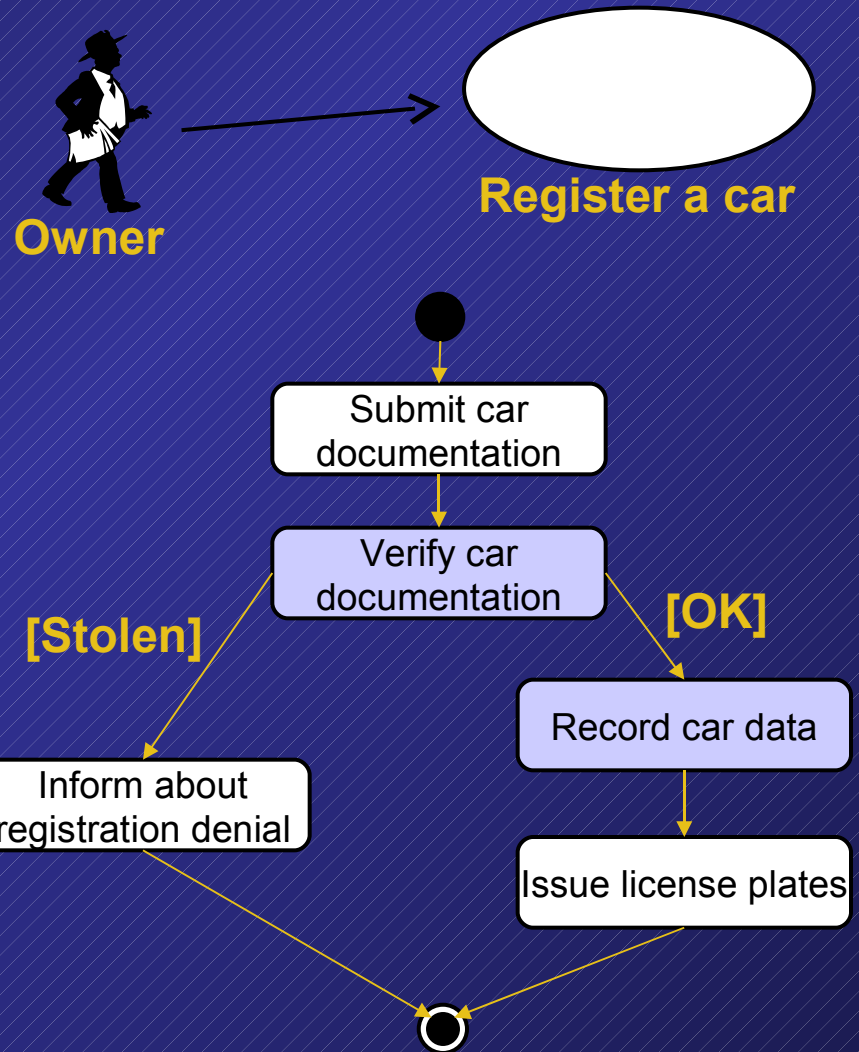 Owner
Register a car
Submit car
documentation
Verify car
documentation
[Stolen]
[OK]
Record car data
Inform about
registration denial
Issue license plates